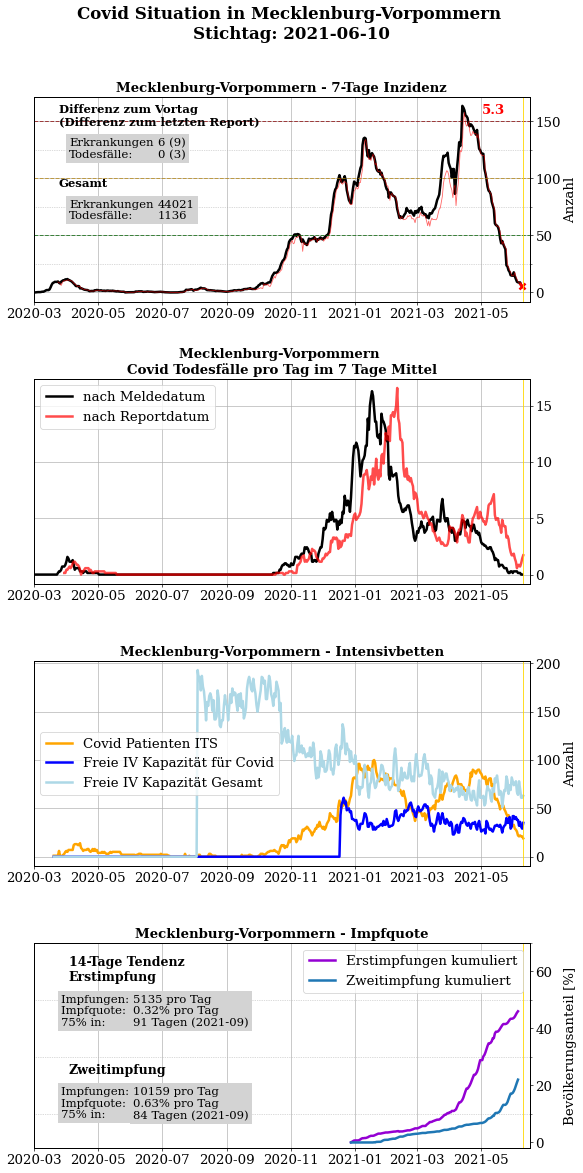 Covid Situation in Mecklenburg-Vorpommern
Stichtag: 2021-06-10
Mecklenburg-Vorpommern - 7-Tage Inzidenz
Differenz zum Vortag
(Differenz zum letzten Report)
Erkrankungen 6 (9)
Todesfälle: 0 (3)
Gesamt
Erkrankungen 44021
Todesfälle: 1136
5.3
150
100
50
0
Anzahl
2020-03 2020-05 2020-07 2020-09 2020-11 2021-01 2021-03 2021-05
Mecklenburg-Vorpommern
Covid Todesfälle pro Tag im 7 Tage Mittel
nach Meldedatum
nach Reportdatum
15
10
5
0
2020-03 2020-05 2020-07 2020-09 2020-11 2021-01 2021-03 2021-05
Mecklenburg-Vorpommern - Intensivbetten
Covid Patienten ITS
Freie IV Kapazität für Covid
Freie IV Kapazität Gesamt
200
150
100
50
0
Anzahl
2020-03 2020-05 2020-07 2020-09 2020-11 2021-01 2021-03 2021-05
Mecklenburg-Vorpommern - Impfquote
14-Tage Tendenz
Erstimpfung
Impfungen: 5135 pro Tag
Impfquote: 0.32% pro Tag
75% in: 91 Tagen (2021-09)
Zweitimpfung
Impfungen: 10159 pro Tag
Impfquote: 0.63% pro Tag
75% in: 84 Tagen (2021-09)
Erstimpfungen kumuliert
Zweitimpfung kumuliert
60
40
20
0
Bevölkerungsanteil [%]
2020-03 2020-05 2020-07 2020-09 2020-11 2021-01 2021-03 2021-05